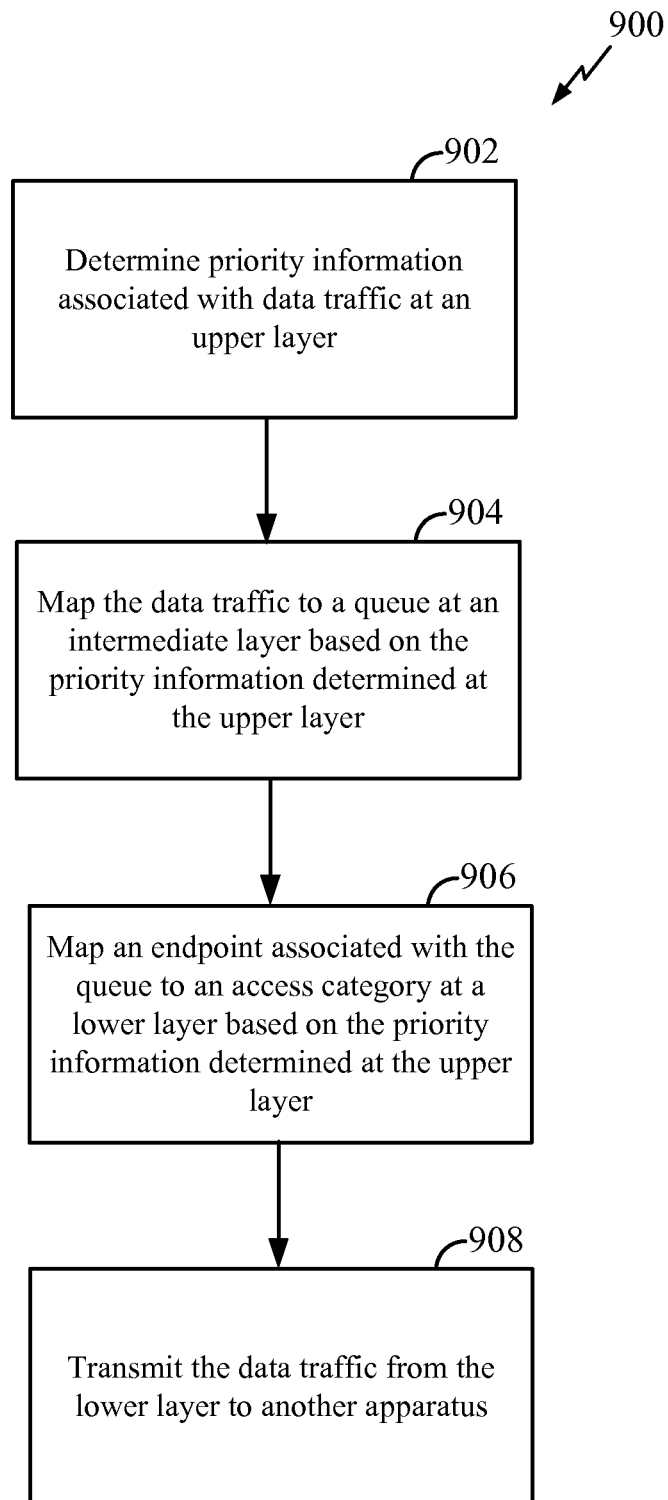 900
902
Determine priority information
associated with data traffic at an
upper layer
904
Map the data traffic to a queue at an
intermediate layer based on the
priority information determined at
the upper layer
906
Map an endpoint associated with the
queue to an access category at a
lower layer based on the priority
information determined at the upper
layer
908
Transmit the data traffic from the
lower layer to another apparatus